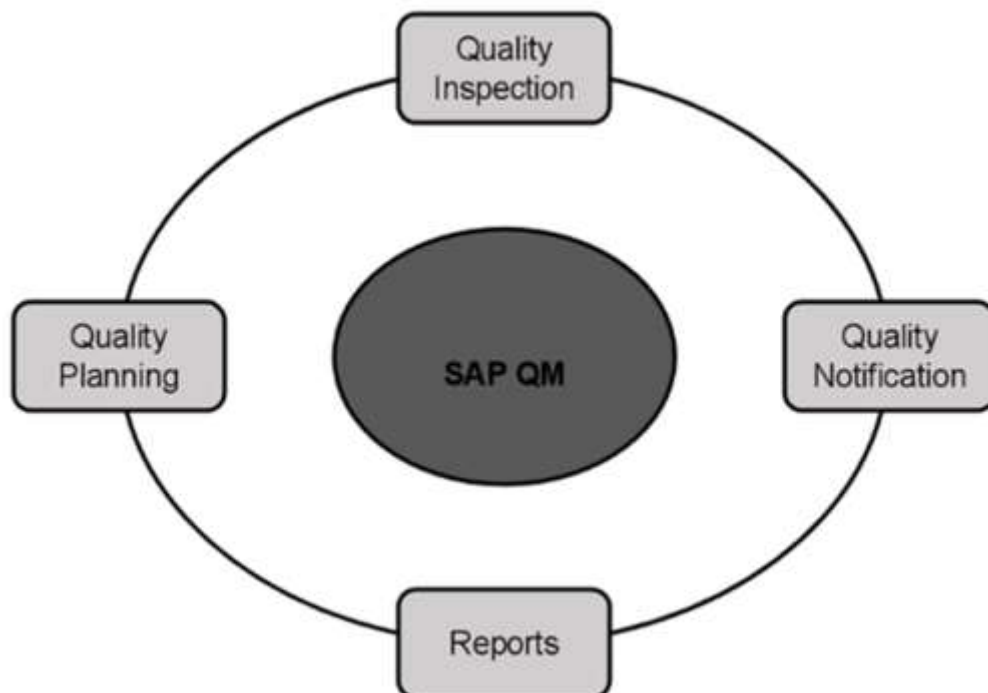 Quality
Inspection
Quality
Planning
SAP QM
Quality
Notification
Reports